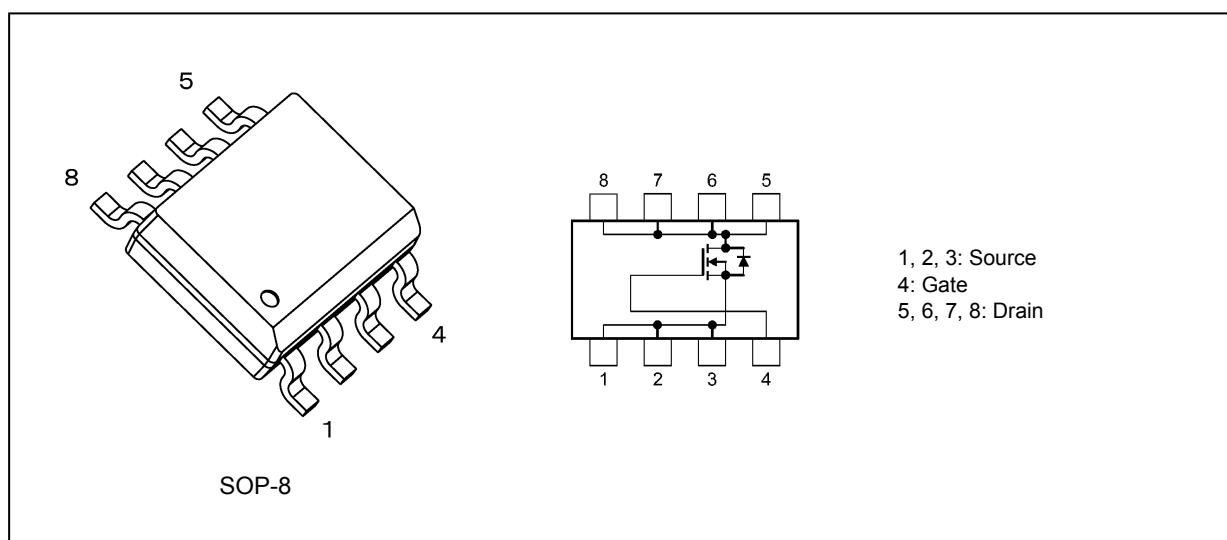 5
8
4
1
SOP-8
8 7 6 5
1 2 3 4
1, 2, 3: Source
4: Gate
5, 6, 7, 8: Drain